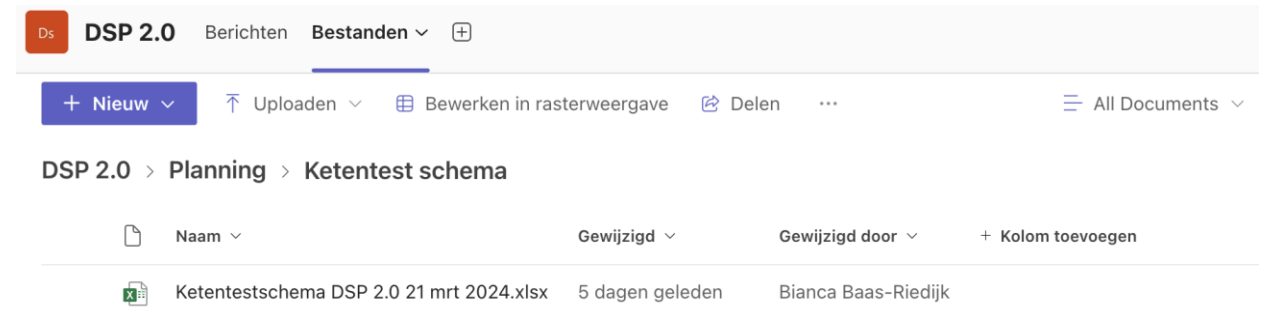 Ds DSP 2.0 Berichten Bestanden
+ Nieuw Uploaden Bewerken in rasterweergave Delen ... All Documents
DSP 2.0 > Planning > Ketentest schema
Naam Gewijzigd Gewijzigd door + Kolom toevoegen
Ketentestschema DSP 2.0 21 mrt 2024.xlsx 5 dagen geleden Bianca Baas-Riedijk